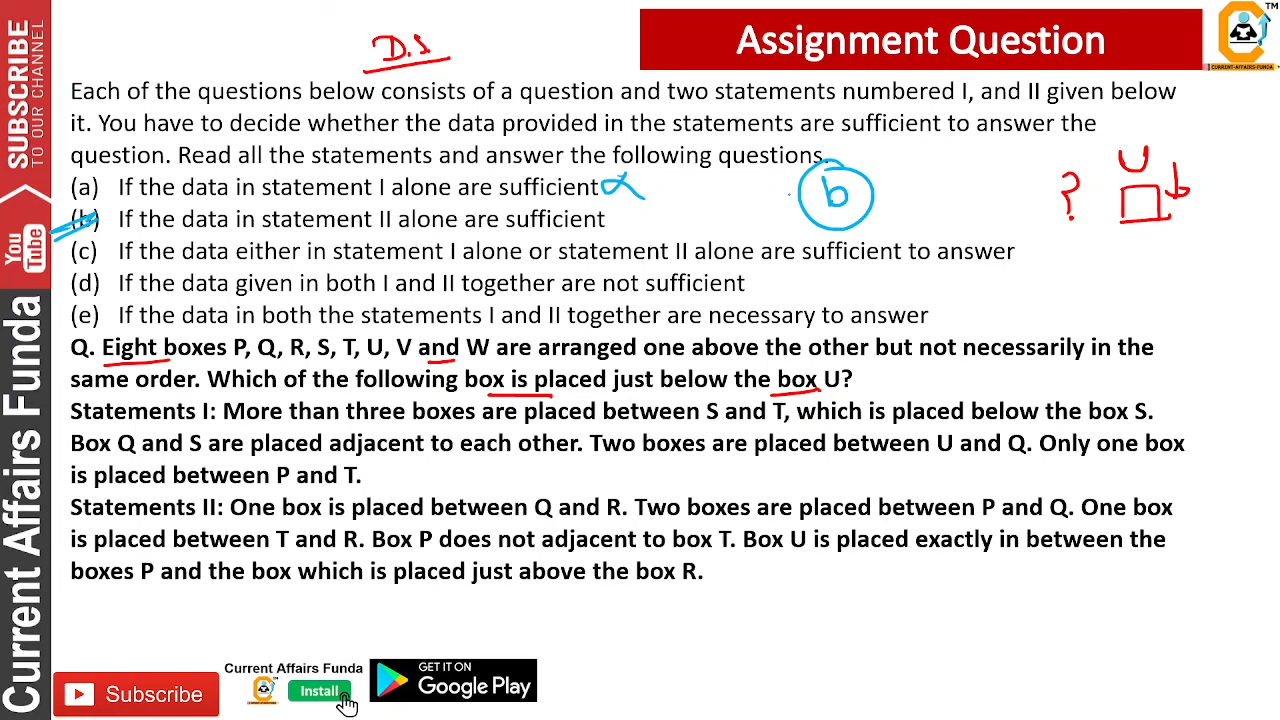 SUBSCRIBE
TO OUR CHANNEL
You
Tube
Current Affairs Funda
D.S
Assignment Question
TM
CURRENT-AFFAIRS-FUNDA
Each of the questions below consists of a question and two statements numbered I, and II given below
it. You have to decide whether the data provided in the statements are sufficient to answer the
question. Read all the statements and answer the following questions.
(a) If the data in statement I alone are sufficient
b
U
?
(b) If the data in statement II alone are sufficient
(c) If the data either in statement I alone or statement II alone are sufficient to answer
(d) If the data given in both I and II together are not sufficient
(e) If the data in both the statements I and II together are necessary to answer
Q. Eight boxes P, Q, R, S, T, U, V and W are arranged one above the other but not necessarily in the
same order. Which of the following box is placed just below the box U?
Statements I: More than three boxes are placed between S and T, which is placed below the box S.
Box Q and S are placed adjacent to each other. Two boxes are placed between U and Q. Only one box
is placed between P and T.
Statements II: One box is placed between Q and R. Two boxes are placed between P and Q. One box
is placed between T and R. Box P does not adjacent to box T. Box U is placed exactly in between the
boxes P and the box which is placed just above the box R.
Subscribe
Current Affairs Funda
Install
GET IT ON
Google Play